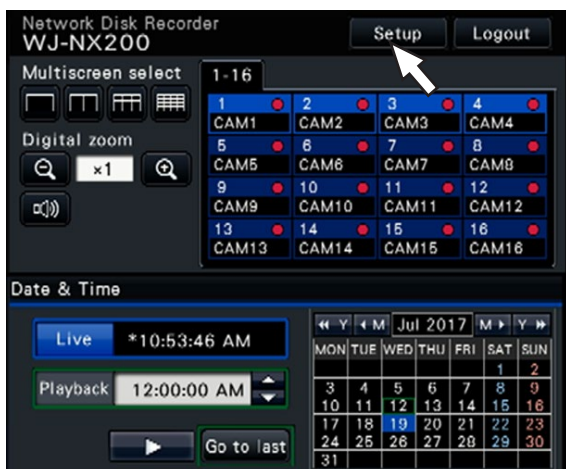 Network Disk Recorder
WJ-NX200
Setup
Logout
Multiscreen select
1-16
1 2 3 4
CAM1 CAM2 CAM3 CAM4
Digital zoom
5 6 7 8
×1
CAM5 CAM6 CAM7 CAM8
9 10 11 12
CAM9 CAM10 CAM11 CAM12
13 14 15 16
CAM13 CAM14 CAM15 CAM16
Date & Time
Live *10:53:46 AM
Playback 12:00:00 AM
Go to last
Y M Jul 2017 M Y
MON TUE WED THU FRI SAT SUN
1 2
3 4 5 6 7 8 9
10 11 12 13 14 15 16
17 18 19 20 21 22 23
24 25 26 27 28 29 30
31